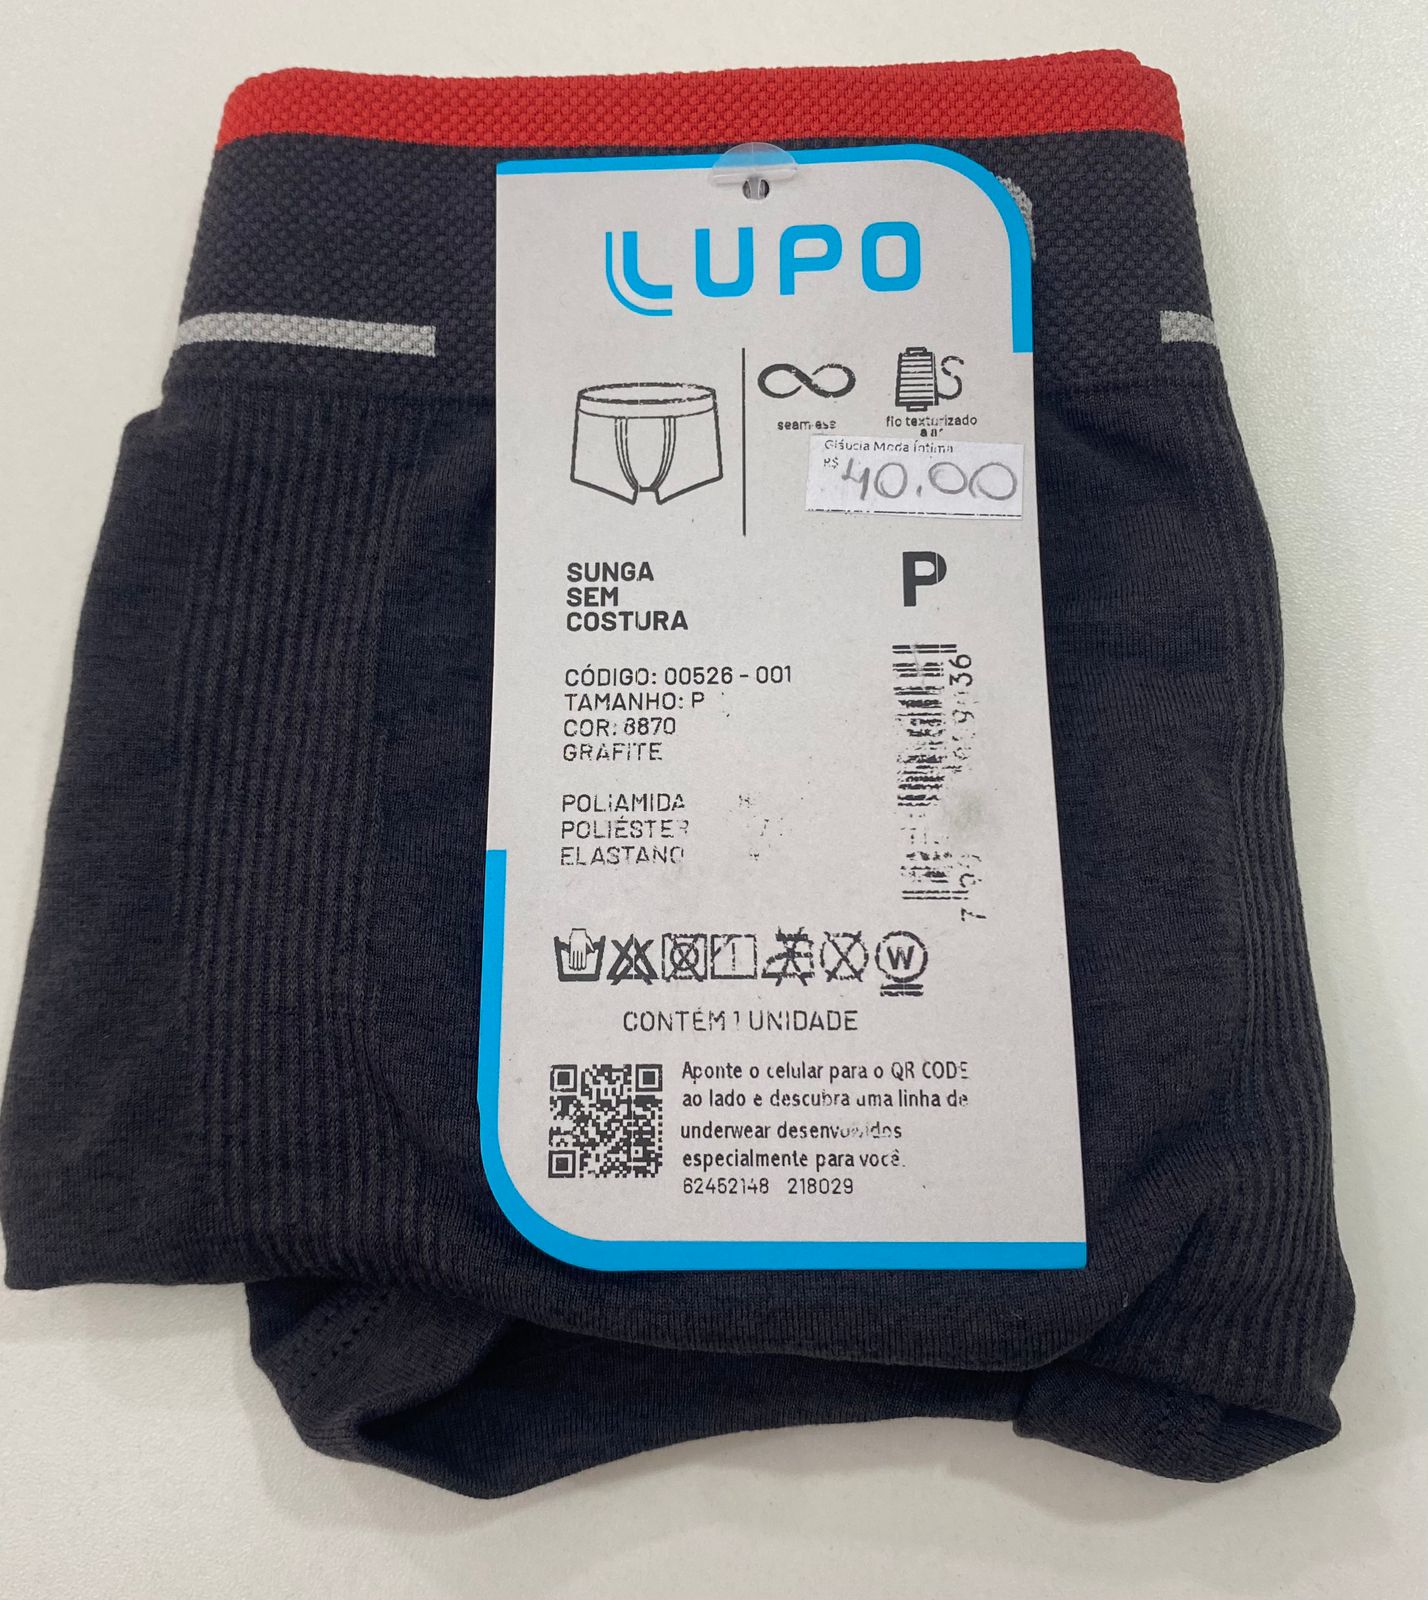 LUPO
seamless
fio texturizado
a ar
Gláucia Moda Íntima
R$ 40.00
SUNGA
SEM
COSTURA
P
CÓDIGO: 00526 - 001
TAMANHO: P
COR: 8870
GRAFITE
POLIAMIDA
POLIÉSTER
ELASTANO
W
CONTÉM 1 UNIDADE
Aponte o celular para o QR CODE
ao lado e descubra uma linha de
underwear desenvolvidos
especialmente para você.
62452148 218029